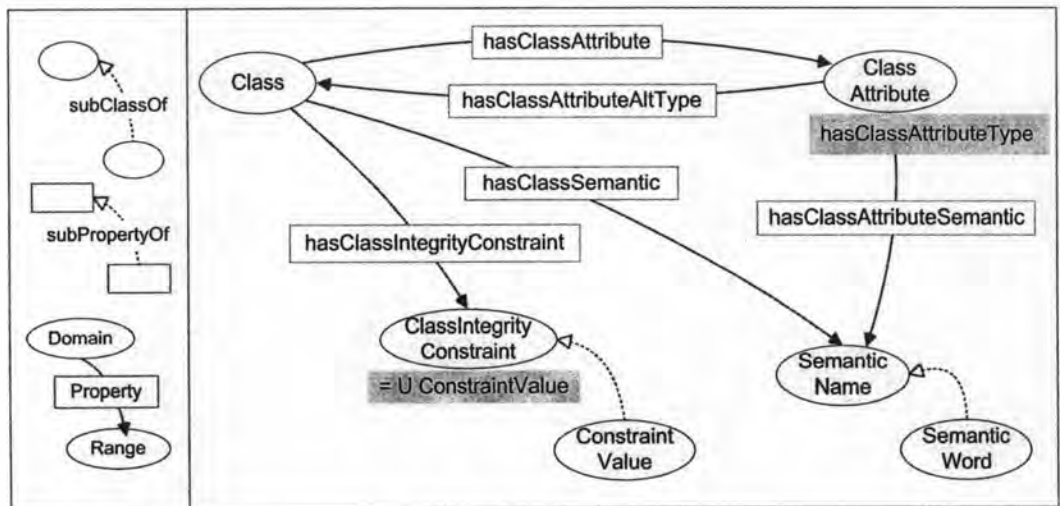 subClassOf
subPropertyOf
Domain
Property
Range
hasClassAttribute
Class
Class
Attribute
hasClassAttributeAltType
hasClassAttributeType
hasClassSemantic
hasClassAttributeSemantic
hasClassIntegrityConstraint
ClassIntegrity
Constraint
= U ConstraintValue
Semantic
Name
Constraint
Value
Semantic
Word